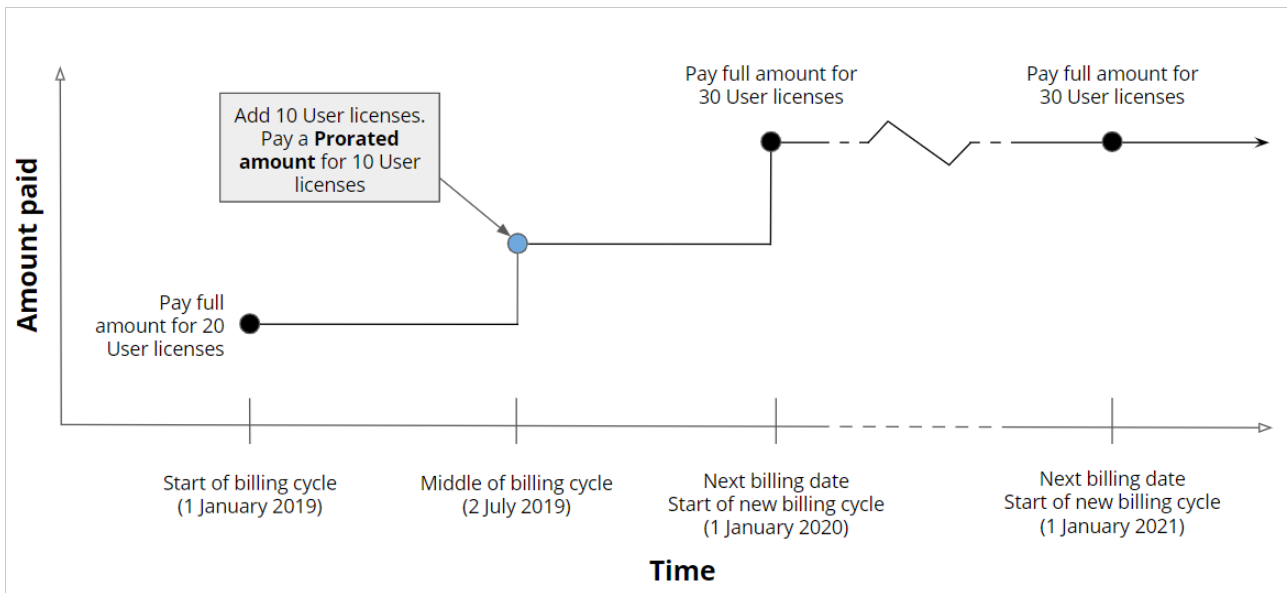 Pay full amount for
30 User licenses
Pay full amount for
30 User licenses
Add 10 User licenses.
Pay a Prorated
amount for 10 User
licenses
Amount paid
Pay full
amount for 20
User licenses
Start of billing cycle
(1 January 2019)
Middle of billing cycle
(2 July 2019)
Next billing date
Start of new billing cycle
(1 January 2020)
Next billing date
Start of new billing cycle
(1 January 2021)
Time